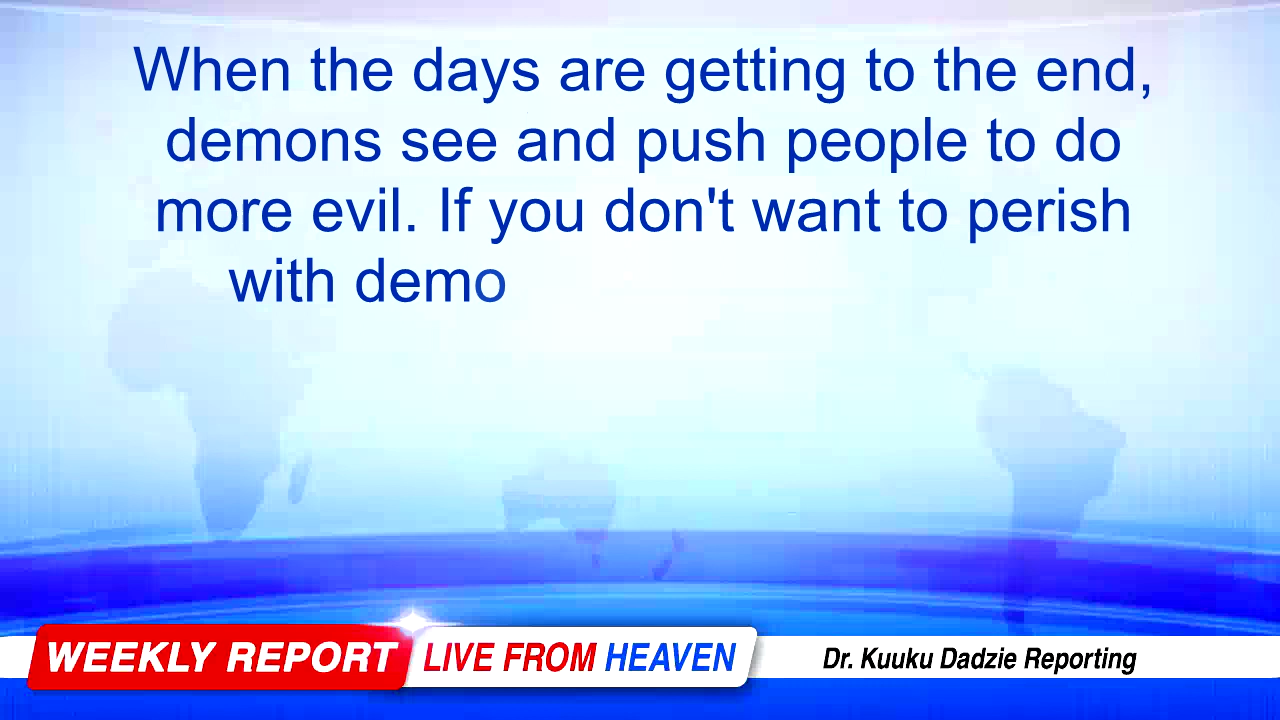 When the days are getting to the end,
demons see and push people to do
more evil. If you don't want to perish
with demo
WEEKLY REPORT LIVE FROM HEAVEN Dr. Kuuku Dadzie Reporting